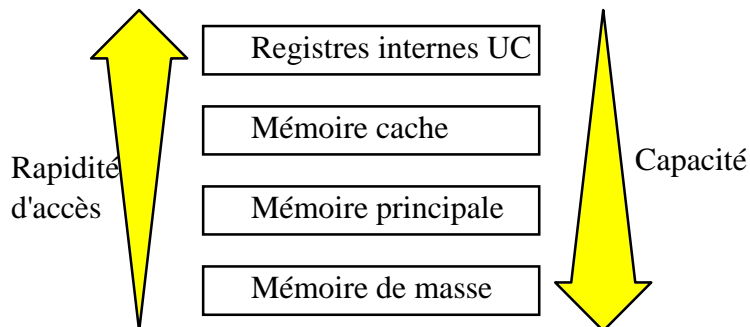 Registres internes UC
Mémoire cache
Rapidité
d'accès
Capacité
Mémoire principale
Mémoire de masse